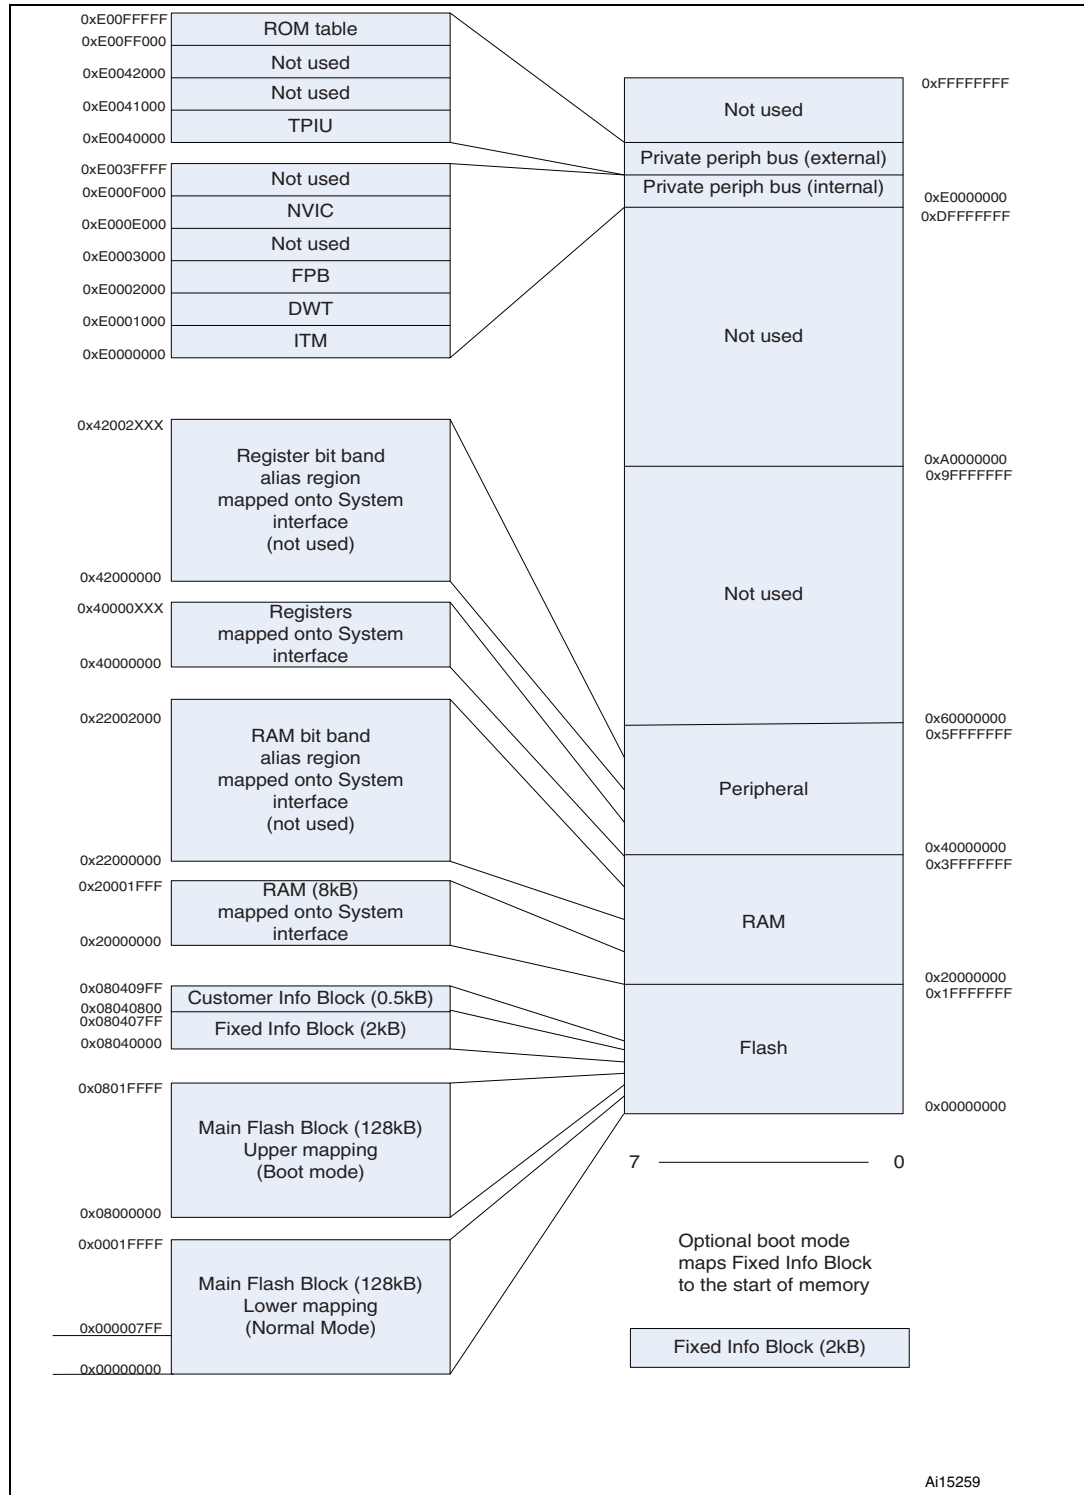 0xE00FFFFF
ROM table
0xE00FF000
Not used
0xE0042000
Not used
0xE0041000
TPIU
0xE0040000
0xE003FFFF
Not used
0xE000F000
NVIC
0xE000E000
Not used
0xE0003000
FPB
0xE0002000
DWT
0xE0001000
ITM
0xE0000000
0x42002XXX
Register bit band
alias region
mapped onto System
interface
(not used)
0x42000000
0x40000XXX
Registers
mapped onto System
interface
0x40000000
0x22002000
RAM bit band
alias region
mapped onto System
interface
(not used)
0x22000000
0x20001FFF
RAM (8kB)
mapped onto System
interface
0x20000000
0x080409FF
Customer Info Block (0.5kB)
0x08040800
0x080407FF
Fixed Info Block (2kB)
0x08040000
0x0801FFFF
Main Flash Block (128kB)
Upper mapping
(Boot mode)
0x08000000
0x0001FFFF
Main Flash Block (128kB)
Lower mapping
(Normal Mode)
0x000007FF
0x00000000
0xFFFFFFFF
Not used
Private periph bus (external)
Private periph bus (internal)
0xE0000000
0xDFFFFFFF
Not used
0xA0000000
0x9FFFFFFF
Not used
0x60000000
0x5FFFFFFF
Peripheral
0x40000000
0x3FFFFFFF
RAM
0x20000000
0x1FFFFFFF
Flash
0x00000000
7 0
Optional boot mode
maps Fixed Info Block
to the start of memory
Fixed Info Block (2kB)
Ai15259